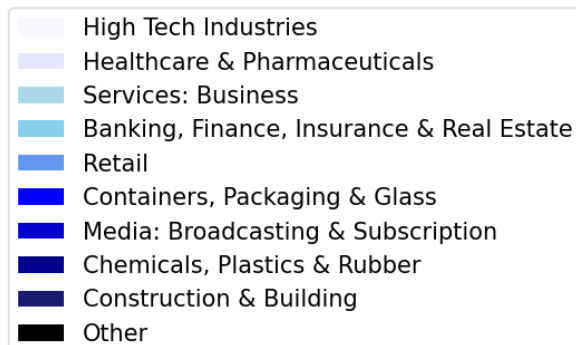 High Tech Industries
Healthcare & Pharmaceuticals
Services: Business
Banking, Finance, Insurance & Real Estate
Retail
Containers, Packaging & Glass
Media: Broadcasting & Subscription
Chemicals, Plastics & Rubber
Construction & Building
Other